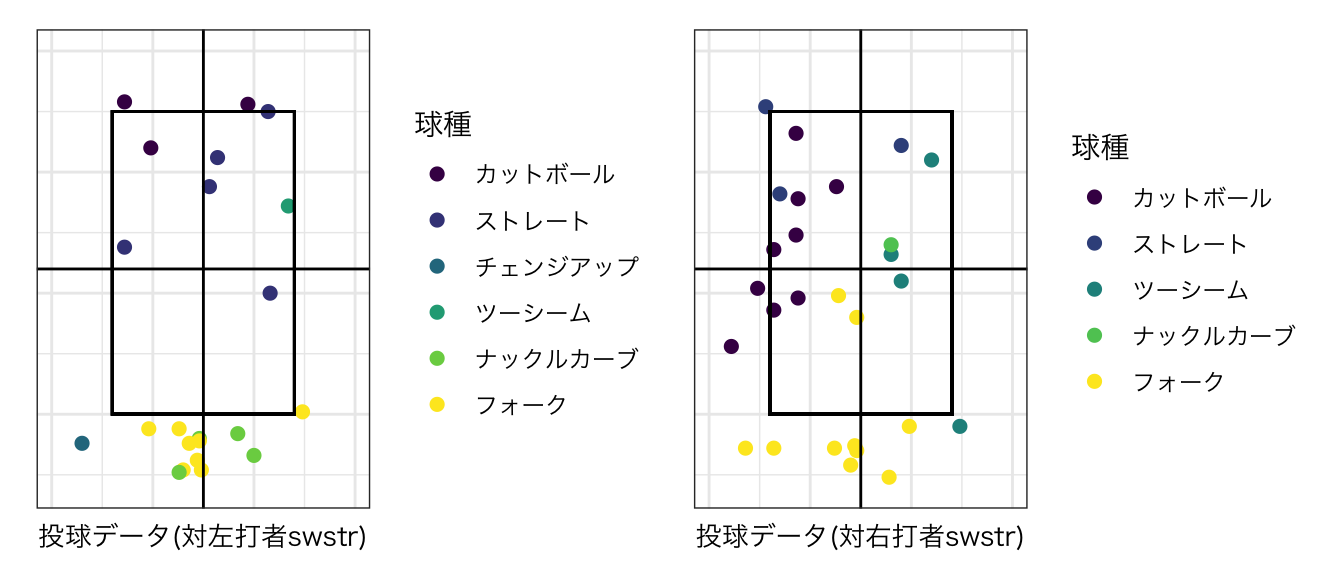 球種
カットボール
ストレート
チェンジアップ
ツーシーム
ナックルカーブ
フォーク
投球データ(対左打者swstr)
球種
カットボール
ストレート
ツーシーム
ナックルカーブ
フォーク
投球データ(対右打者swstr)